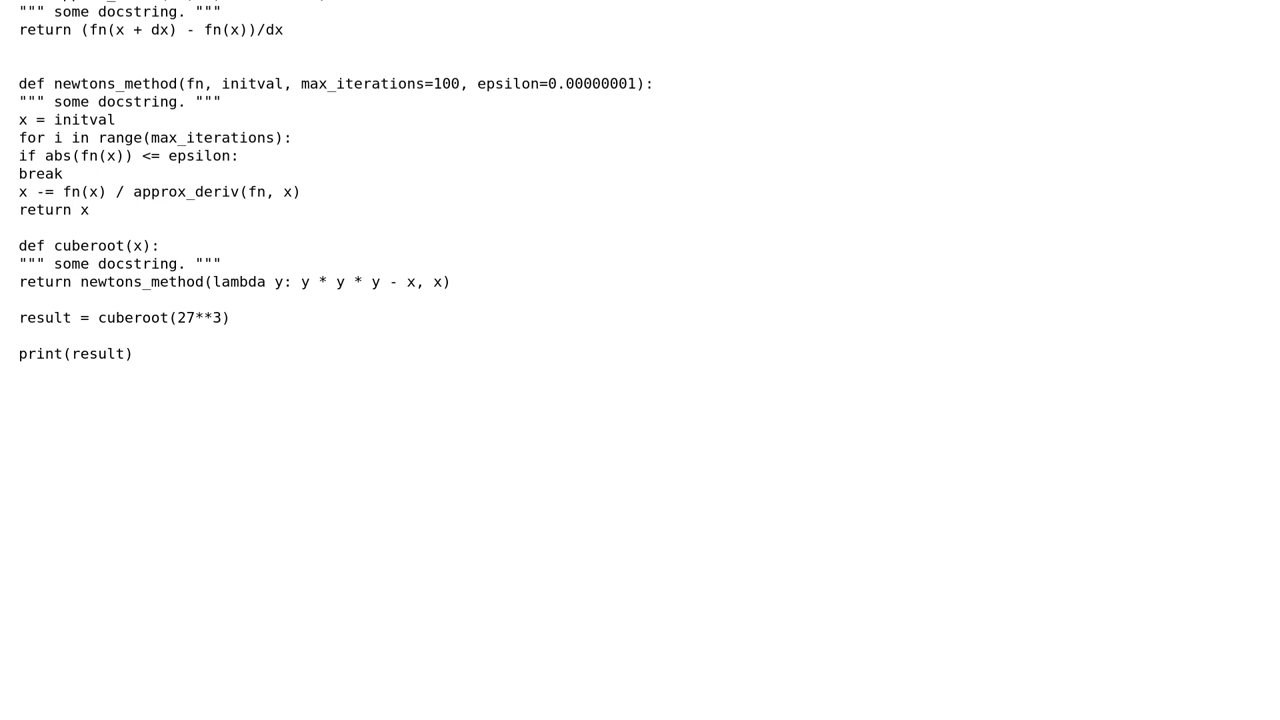 """ some docstring. """
return (fn(x + dx) - fn(x))/dx
def newtons_method(fn, initval, max_iterations=100, epsilon=0.00000001):
""" some docstring. """
x = initval
for i in range(max_iterations):
if abs(fn(x)) <= epsilon:
break
x -= fn(x) / approx_deriv(fn, x)
return x
def cuberoot(x):
""" some docstring. """
return newtons_method(lambda y: y * y * y - x, x)
result = cuberoot(27**3)
print(result)